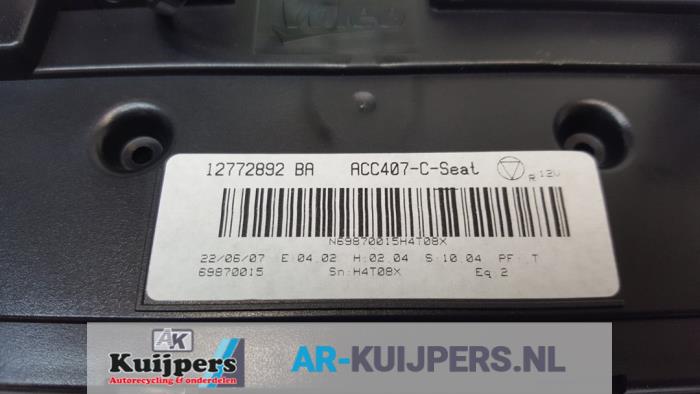 12772892 BA ACC407-C-Seat R 12V
N69870015H4T08X
22/06/07 E:04.02 H:02.04 S:10.04 PF: T
69870015 Sn:H4T08X Eq:2
AK
Kuijpers
Autorecycling & onderdelen
AR-KUIJPERS.NL